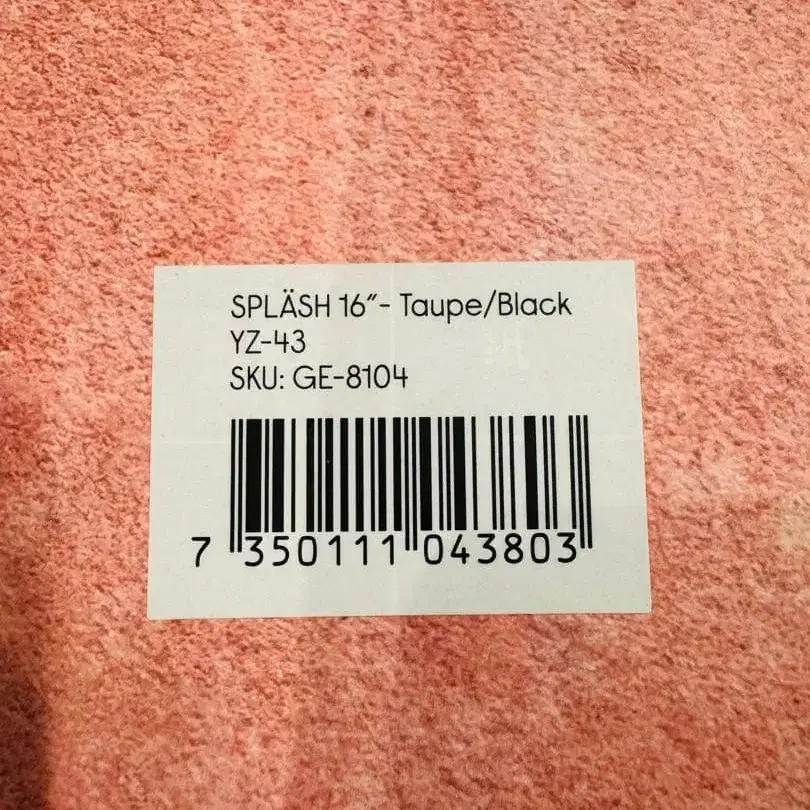 SPLÄSH 16"- Taupe/Black
YZ-43
SKU: GE-8104
7 350111 043803